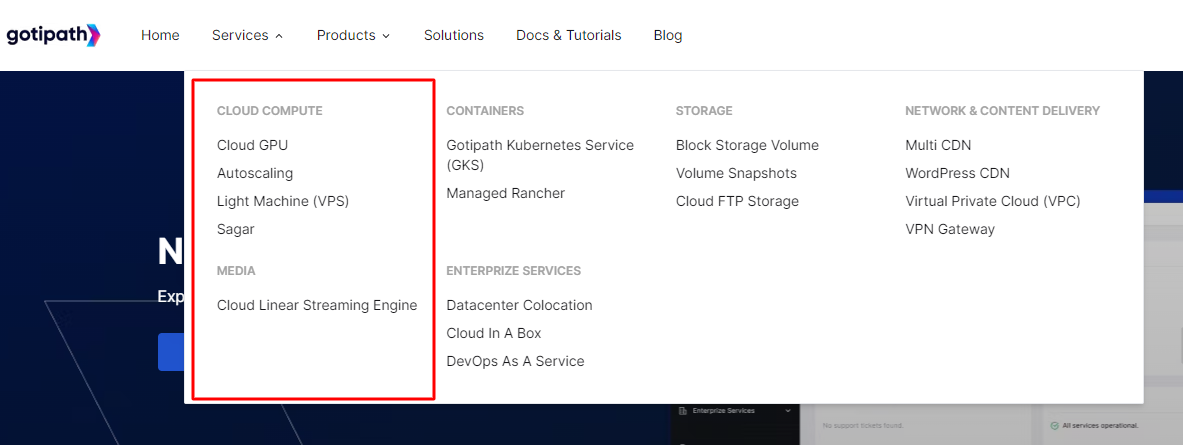 gotipath
Home
Services
Products
Solutions
Docs & Tutorials
Blog
CLOUD COMPUTE
Cloud GPU
Autoscaling
Light Machine (VPS)
Sagar
MEDIA
Cloud Linear Streaming Engine
CONTAINERS
Gotipath Kubernetes Service
(GKS)
Managed Rancher
ENTERPRIZE SERVICES
Datacenter Colocation
Cloud In A Box
DevOps As A Service
STORAGE
Block Storage Volume
Volume Snapshots
Cloud FTP Storage
NETWORK & CONTENT DELIVERY
Multi CDN
WordPress CDN
Virtual Private Cloud (VPC)
VPN Gateway
N
Exp
Enterprize Services
No support tickets found.
All services operational.